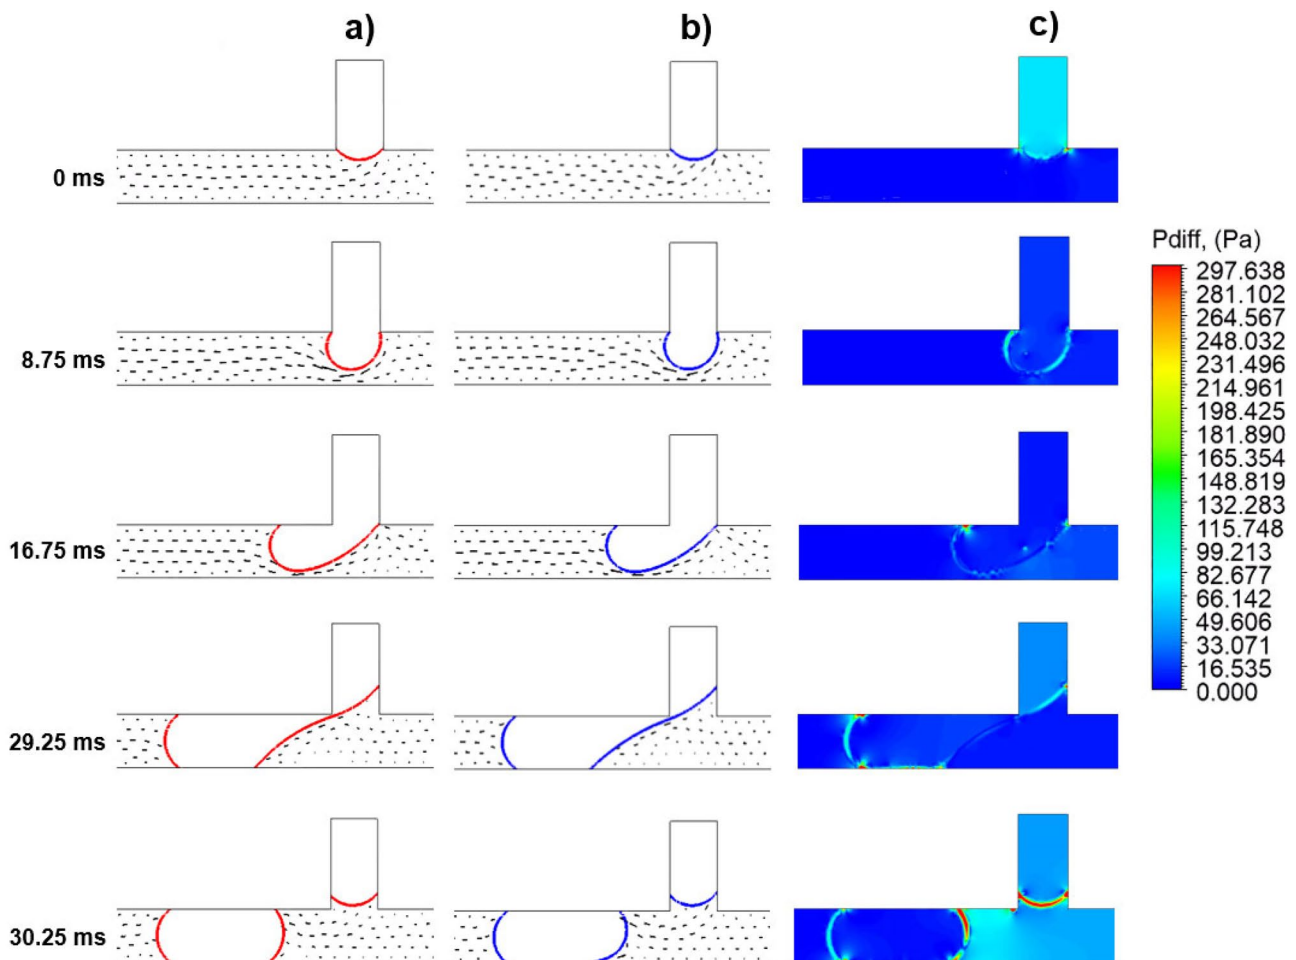 a) b) c)
0 ms
8.75 ms
16.75 ms
29.25 ms
30.25 ms
Pdiff, (Pa)
297.638
281.102
264.567
248.032
231.496
214.961
198.425
181.890
165.354
148.819
132.283
115.748
99.213
82.677
66.142
49.606
33.071
16.535
0.000